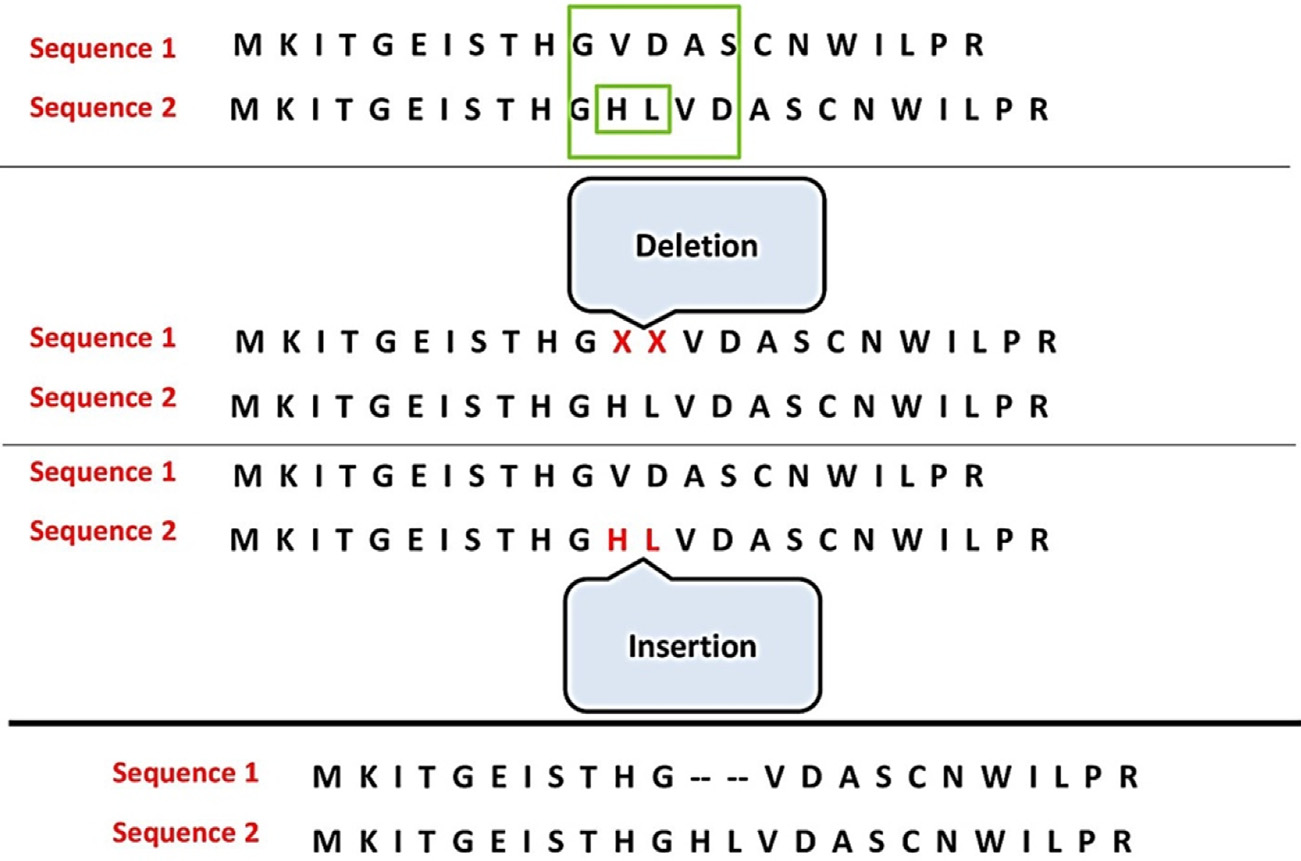 Sequence 1 M K I T G E I S T H G V D A S C N W I L P R
Sequence 2 M K I T G E I S T H G H L V D A S C N W I L P R
Deletion
Sequence 1 M K I T G E I S T H G X X V D A S C N W I L P R
Sequence 2 M K I T G E I S T H G H L V D A S C N W I L P R
Sequence 1 M K I T G E I S T H G V D A S C N W I L P R
Sequence 2 M K I T G E I S T H G H L V D A S C N W I L P R
Insertion
Sequence 1 M K I T G E I S T H G -- -- V D A S C N W I L P R
Sequence 2 M K I T G E I S T H G H L V D A S C N W I L P R